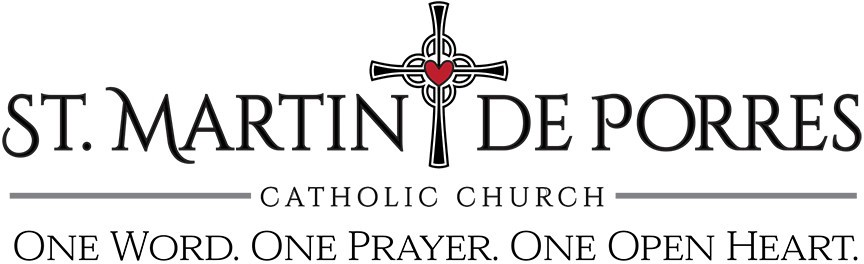 St. Martin de Porres
Catholic Church
One Word. One Prayer. One Open Heart.